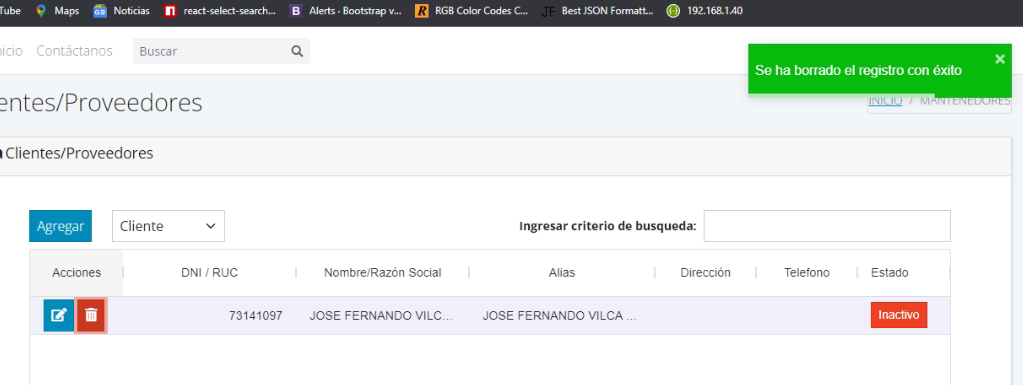 Tube Maps Noticias react-select-search... B Alerts · Bootstrap v... R RGB Color Codes C... JF Best JSON Formatt... 192.168.1.40
nicio Contáctanos Buscar
Se ha borrado el registro con éxito ×
entes/Proveedores
INICIO / MANTENEDORES
a Clientes/Proveedores
Agregar Cliente Ingresar criterio de busqueda:
Acciones DNI / RUC Nombre/Razón Social Alias Dirección Telefono Estado
73141097 JOSE FERNANDO VILC... JOSE FERNANDO VILCA ... Inactivo